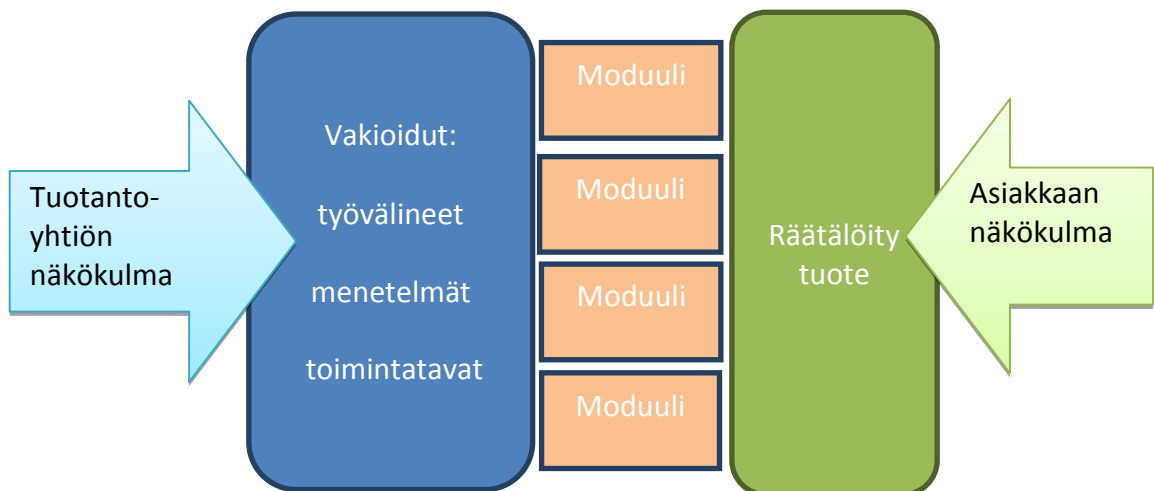 Tuotanto-
yhtiön
näkökulma
Vakioidut:
työvälineet
menetelmät
toimintatavat
Moduuli
Moduuli
Moduuli
Moduuli
Räätälöity
tuote
Asiakkaan
näkökulma